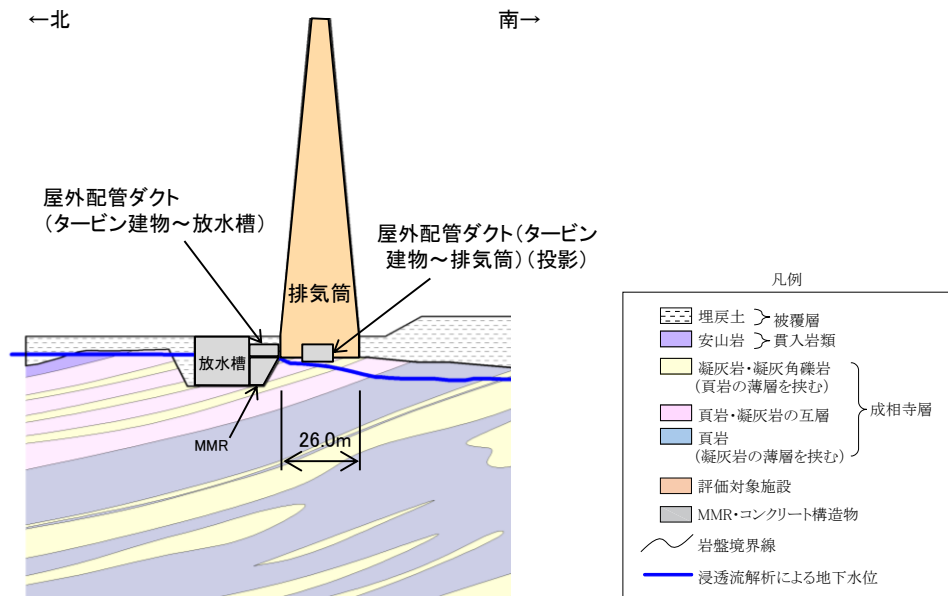 ←北
南→
屋外配管ダクト
(タービン建物~放水槽)
屋外配管ダクト(タービン
建物~排気筒)(投影)
排気筒
放水槽
MMR
26.0m
凡例
埋戻土
被覆層
安山岩
貫入岩類
凝灰岩・凝灰角礫岩
(頁岩の薄層を挟む)
頁岩・凝灰岩の互層
成相寺層
頁岩
(凝灰岩の薄層を挟む)
評価対象施設
MMR・コンクリート構造物
岩盤境界線
浸透流解析による地下水位